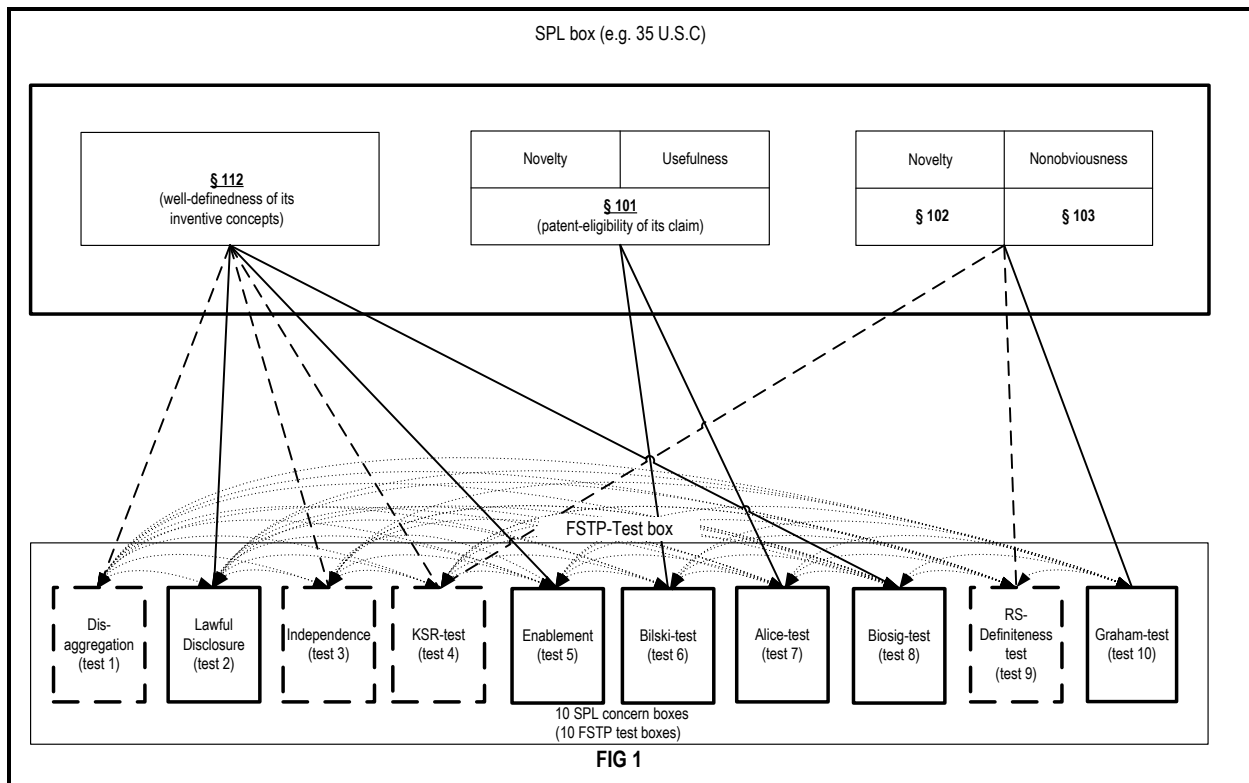 SPL box (e.g. 35 U.S.C)
§ 112
(well-definedness of its
inventive concepts)
Novelty
Usefulness
§ 101
(patent-eligibility of its claim)
Novelty
Nonobviousness
§ 102
§ 103
FSTP-Test box
Dis-
aggregation
(test 1)
Lawful
Disclosure
(test 2)
Independence
(test 3)
KSR-test
(test 4)
Enablement
(test 5)
Bilski-test
(test 6)
Alice-test
(test 7)
Biosig-test
(test 8)
RS-
Definiteness
test
(test 9)
Graham-test
(test 10)
10 SPL concern boxes
(10 FSTP test boxes)
FIG 1